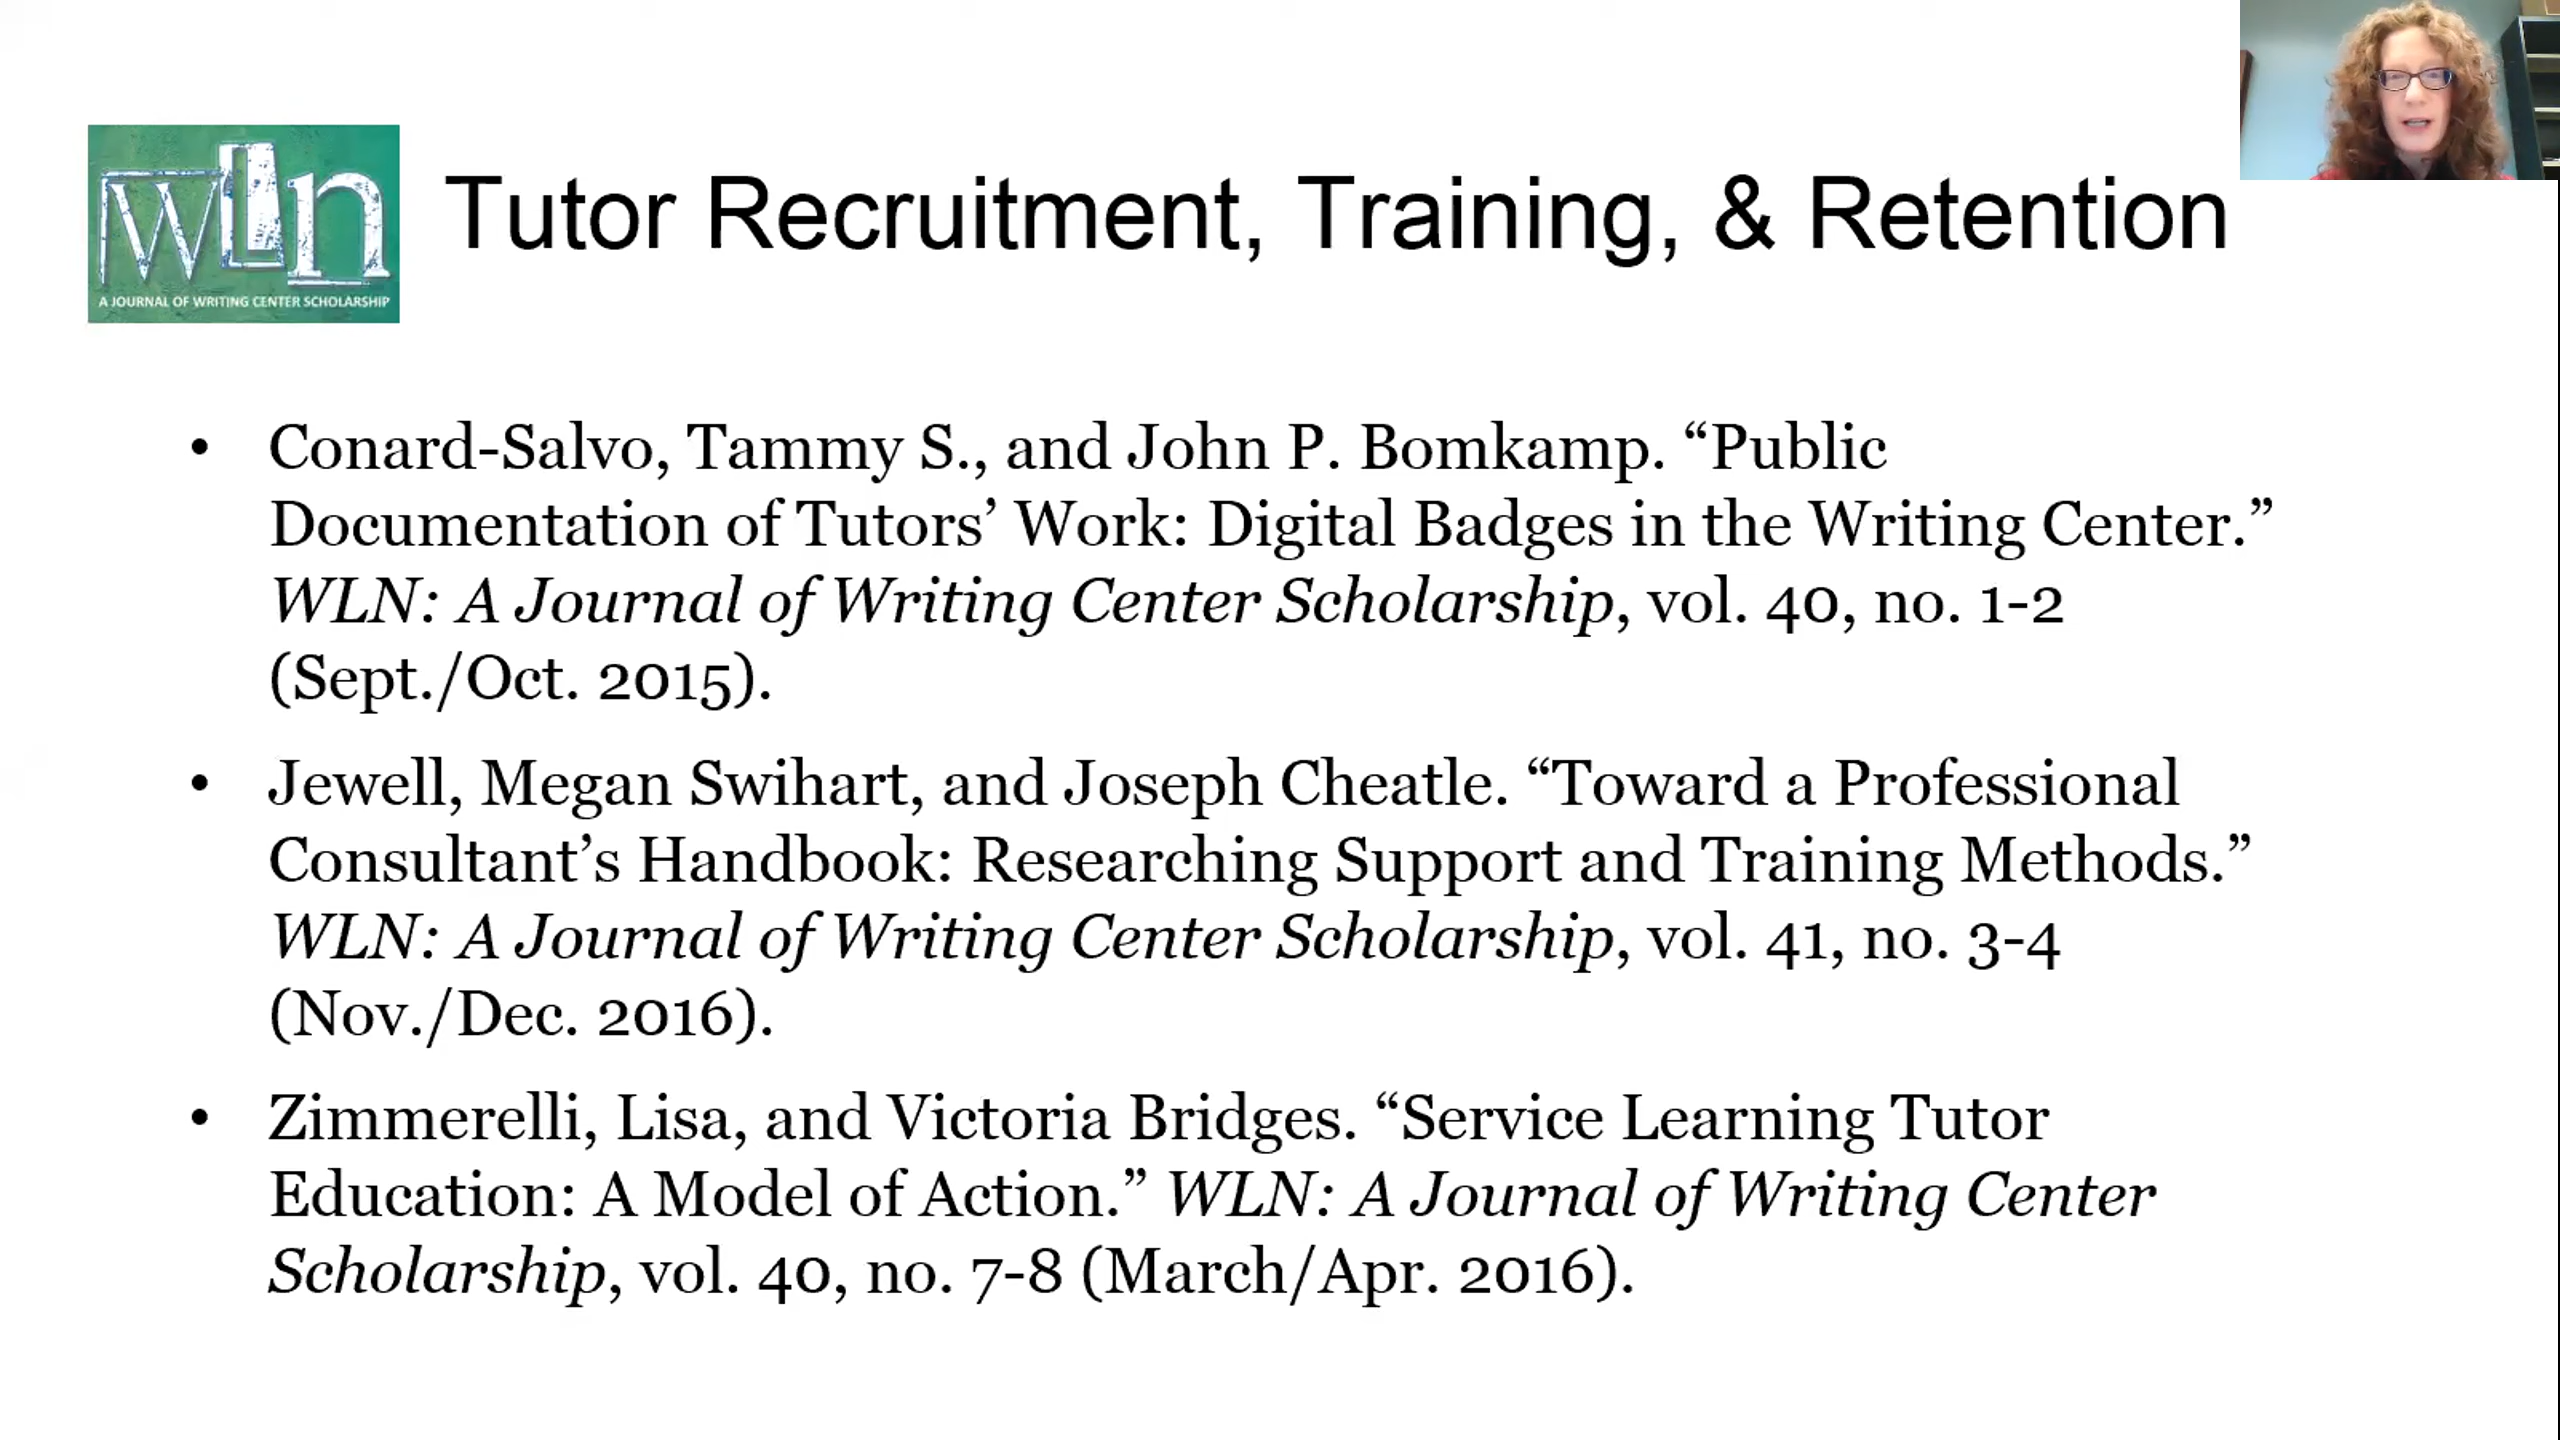 wLn
A JOURNAL OF WRITING CENTER SCHOLARSHIP
Tutor Recruitment, Training, & Retention
• Conard-Salvo, Tammy S., and John P. Bomkamp. “Public
Documentation of Tutors’ Work: Digital Badges in the Writing Center.”
WLN: A Journal of Writing Center Scholarship, vol. 40, no. 1-2
(Sept./Oct. 2015).
• Jewell, Megan Swihart, and Joseph Cheatle. “Toward a Professional
Consultant’s Handbook: Researching Support and Training Methods.”
WLN: A Journal of Writing Center Scholarship, vol. 41, no. 3-4
(Nov./Dec. 2016).
• Zimmerelli, Lisa, and Victoria Bridges. “Service Learning Tutor
Education: A Model of Action.” WLN: A Journal of Writing Center
Scholarship, vol. 40, no. 7-8 (March/Apr. 2016).